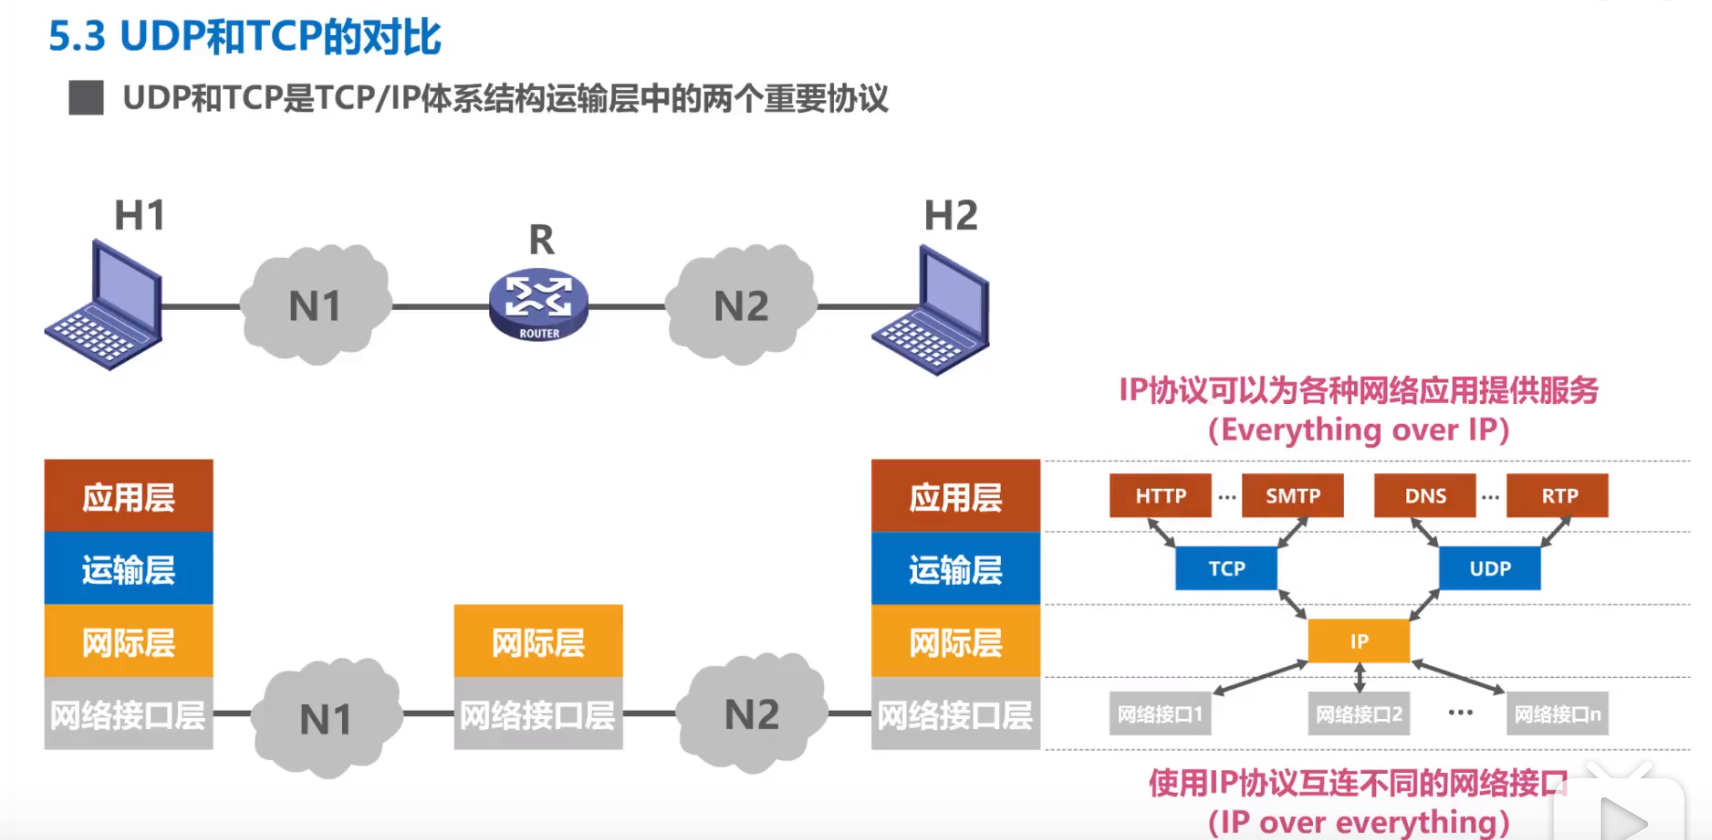 5.3 UDP和TCP的对比
UDP和TCP是TCP/IP体系结构运输层中的两个重要协议
H1
R
H2
N1
ROUTER
N2
IP协议可以为各种网络应用提供服务
（Everything over IP）
应用层
运输层
网际层
网络接口层
N1
网际层
网络接口层
N2
应用层
运输层
网际层
网络接口层
HTTP ... SMTP DNS ... RTP
TCP UDP
IP
网络接口1 网络接口2 ... 网络接口n
使用IP协议互连不同的网络接口
（IP over everything）